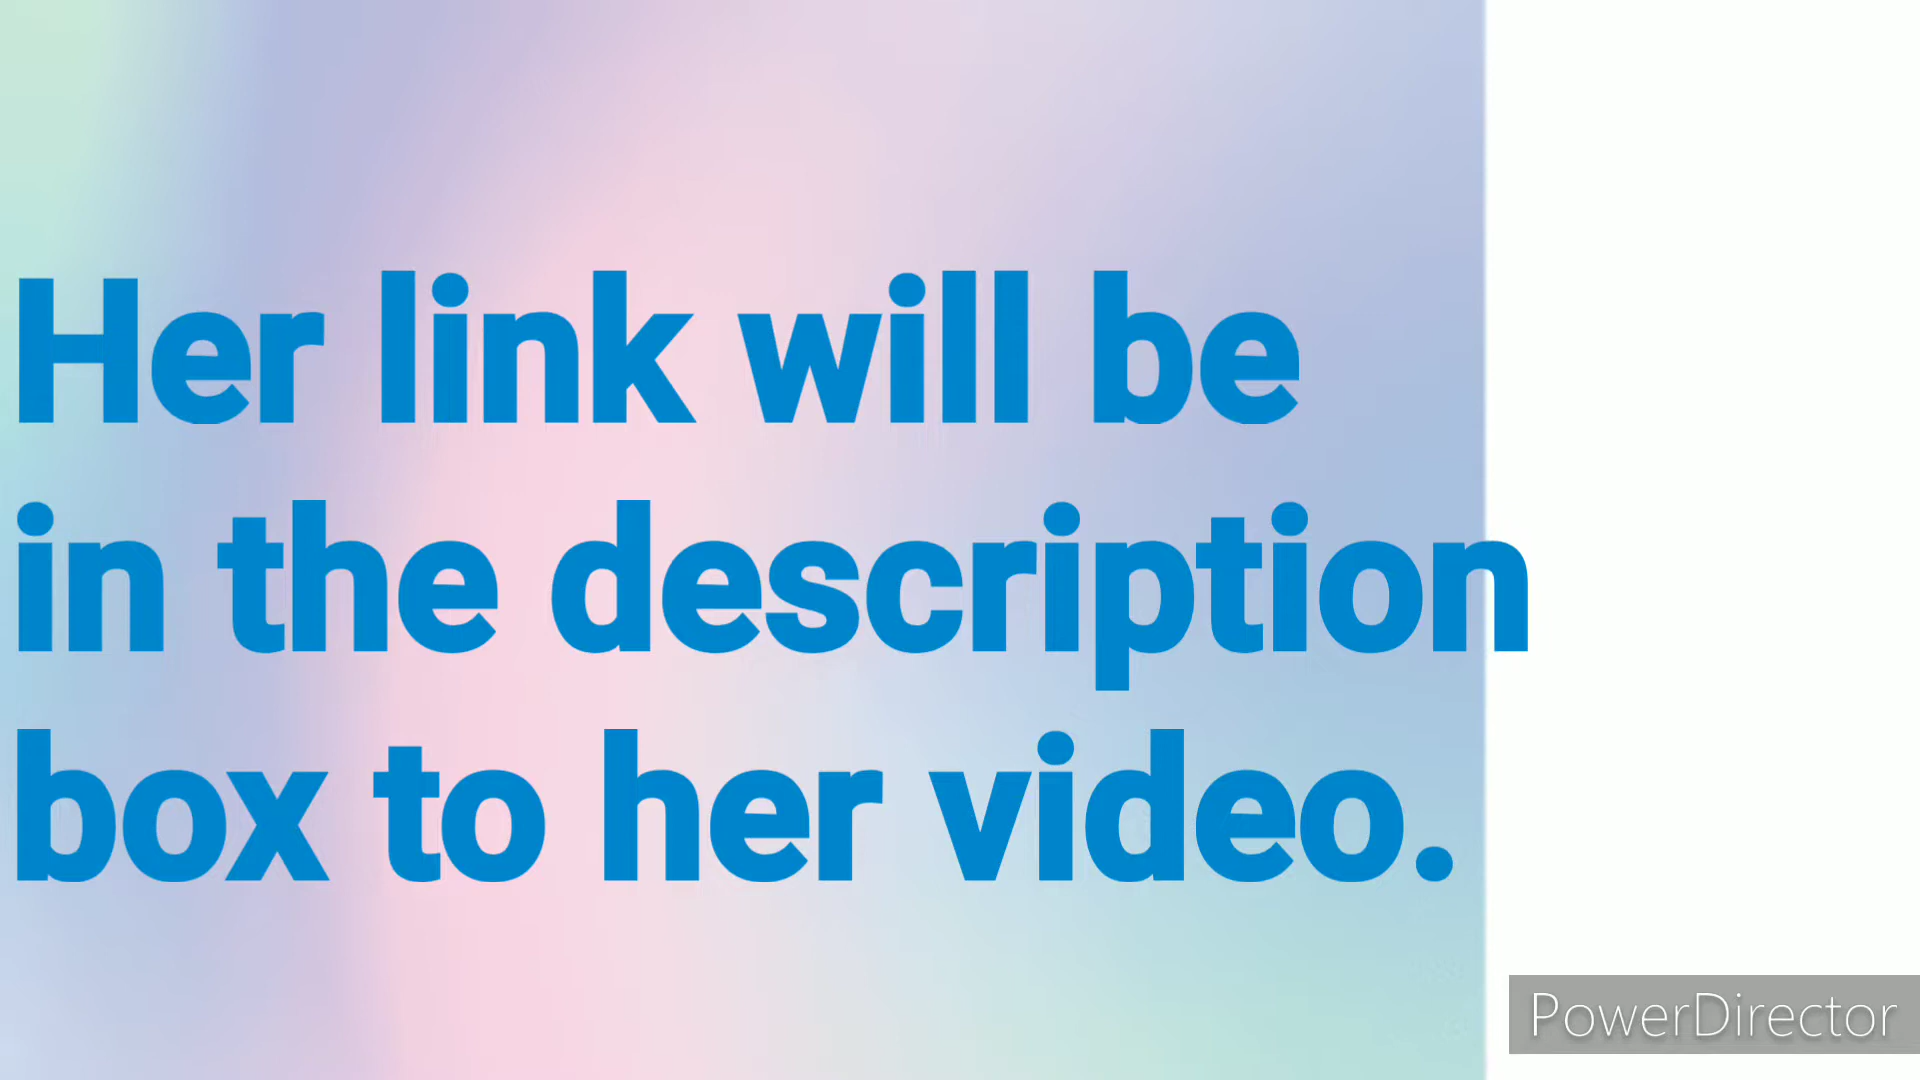 Her link will be
in the description
box to her video.
PowerDirector